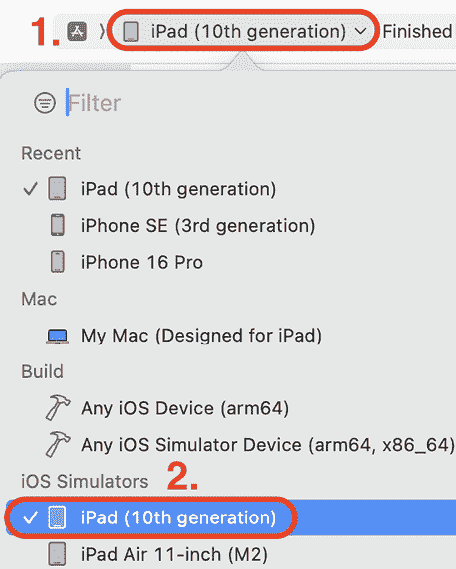 1. iPad (10th generation) Finished
Filter
Recent
iPad (10th generation)
iPhone SE (3rd generation)
iPhone 16 Pro
Mac
My Mac (Designed for iPad)
Build
Any iOS Device (arm64)
Any iOS Simulator Device (arm64, x86_64)
iOS Simulators 2.
iPad (10th generation)
iPad Air 11-inch (M2)